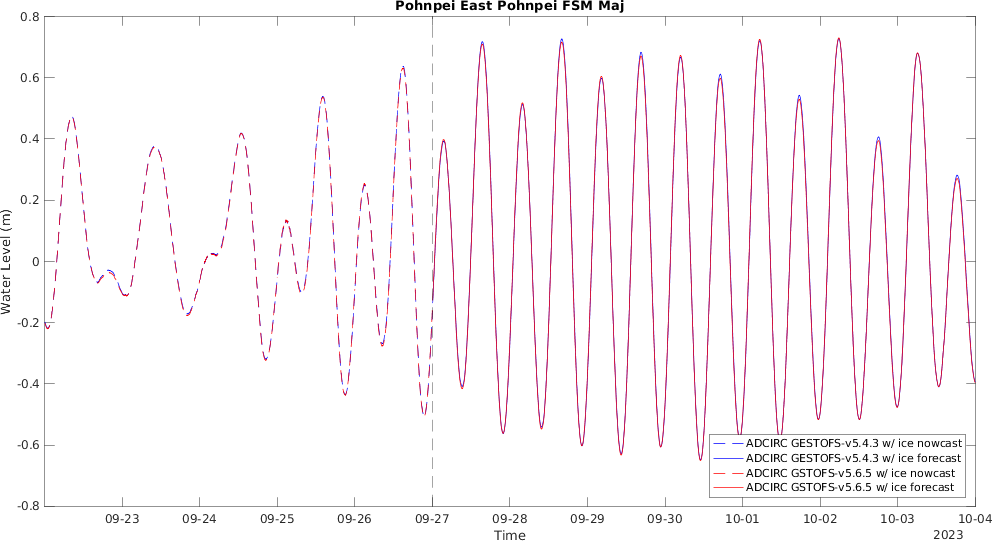 Pohnpei East Pohnpei FSM Maj
0.8
0.6
0.4
0.2
0
-0.2
-0.4
-0.6
-0.8
Water Level (m)
ADCIRC GESTOFS-v5.4.3 w/ ice nowcast
ADCIRC GESTOFS-v5.4.3 w/ ice forecast
ADCIRC GSTOFS-v5.6.5 w/ ice nowcast
ADCIRC GSTOFS-v5.6.5 w/ ice forecast
09-23 09-24 09-25 09-26 09-27 09-28 09-29 09-30 10-01 10-02 10-03 10-04
Time
2023